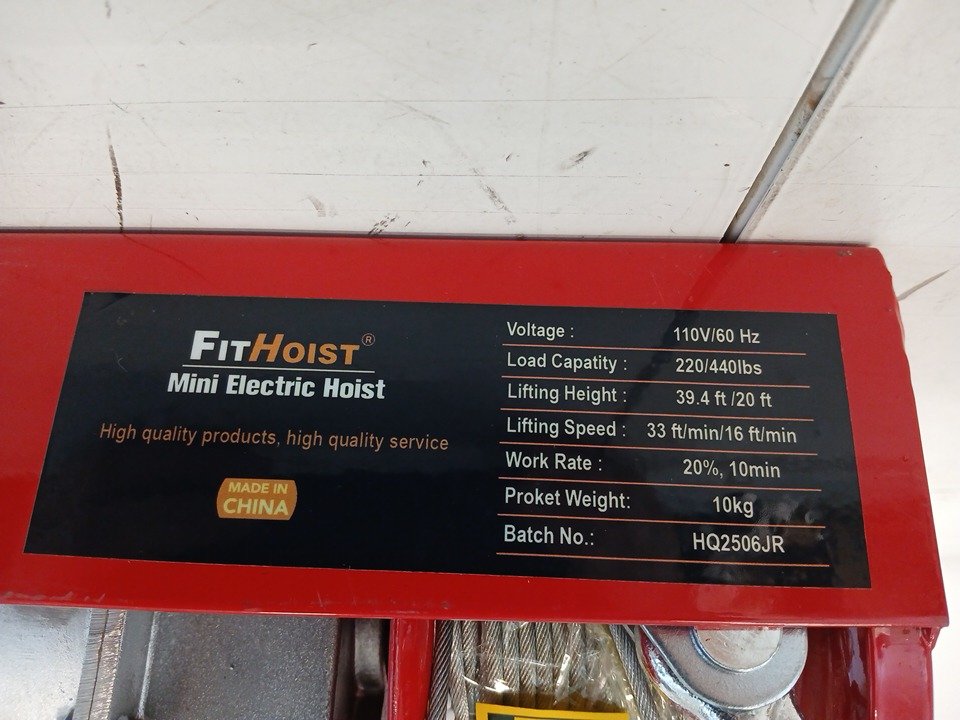 FITHOIST®
Mini Electric Hoist
High quality products, high quality service
MADE IN
CHINA
Voltage : 110V/60 Hz
Load Capatity : 220/440lbs
Lifting Height : 39.4 ft /20 ft
Lifting Speed : 33 ft/min/16 ft/min
Work Rate : 20%, 10min
Proket Weight: 10kg
Batch No.: HQ2506JR